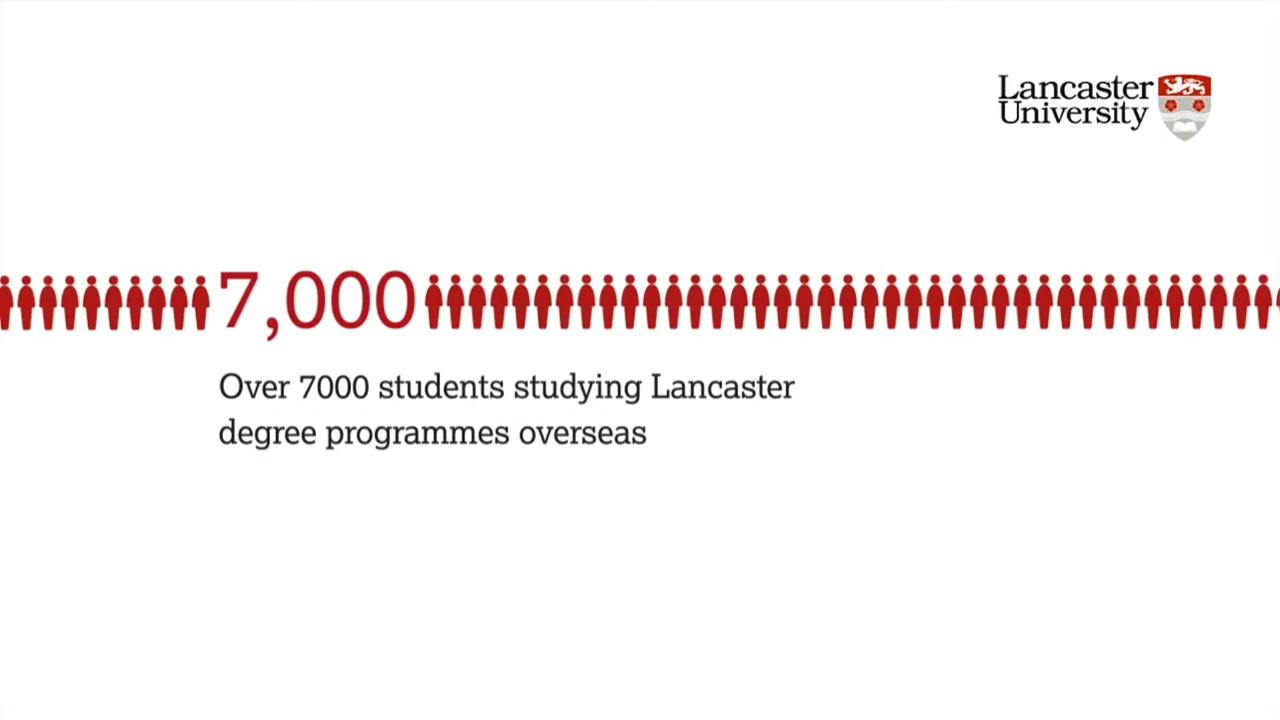 Lancaster
University
7,000
Over 7000 students studying Lancaster
degree programmes overseas